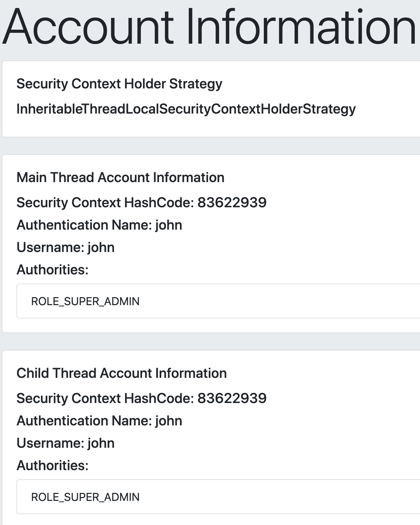 Account Information
Security Context Holder Strategy
InheritableThreadLocalSecurityContextHolderStrategy
Main Thread Account Information
Security Context HashCode: 83622939
Authentication Name: john
Username: john
Authorities:
ROLE_SUPER_ADMIN
Child Thread Account Information
Security Context HashCode: 83622939
Authentication Name: john
Username: john
Authorities:
ROLE_SUPER_ADMIN